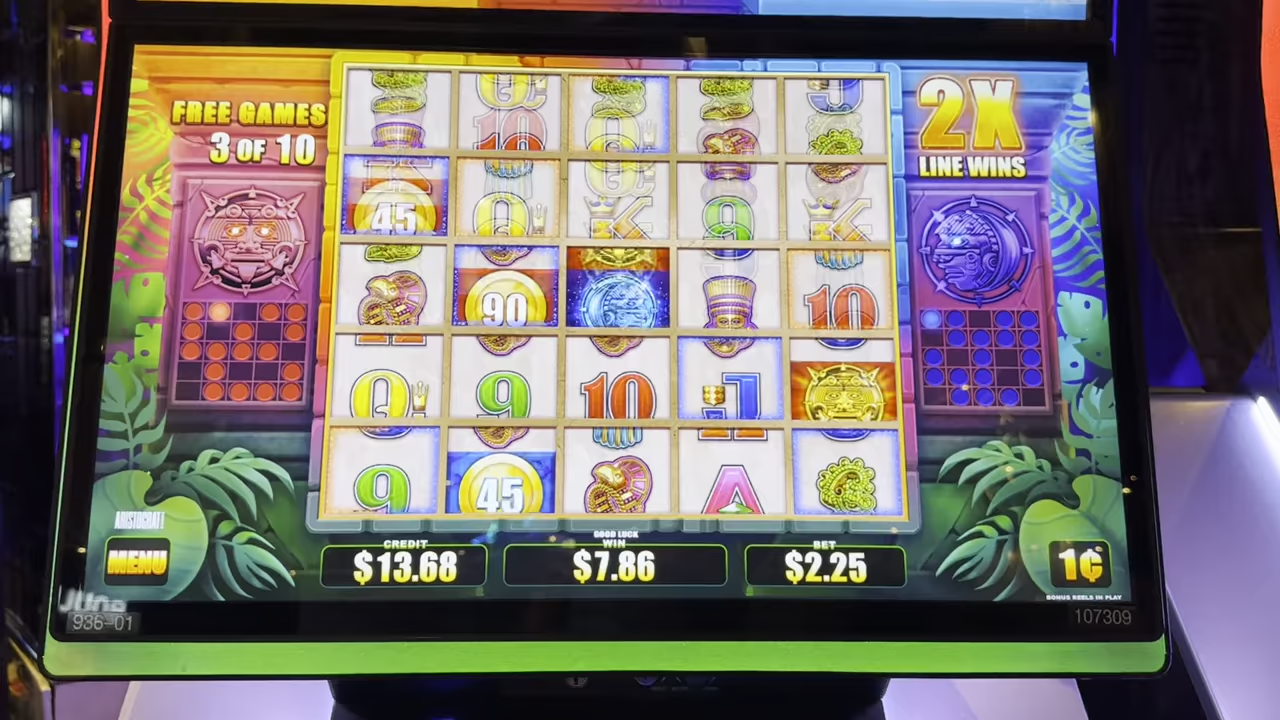 FREE GAMES
3 OF 10
2X
LINE WINS
Q
J
10
Q
45
Q
Q
K
9
K
90
10
Q
9
10
J
9
45
A
ARISTOCRAT
MENU
GOOD LUCK
CREDIT
WIN
BET
$13.68
$7.86
$2.25
1¢
BONUS REELS IN PLAY
936-01
107309